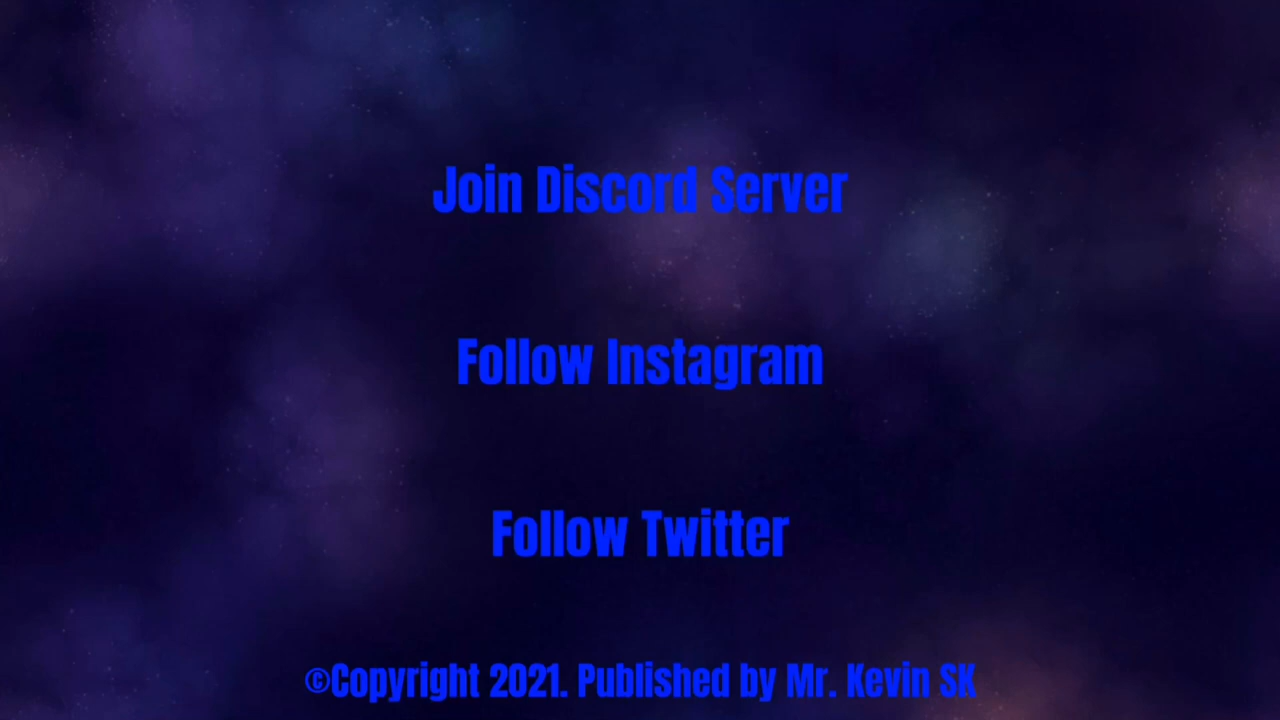 Join Discord Server
Follow Instagram
Follow Twitter
©Copyright 2021. Published by Mr. Kevin SK